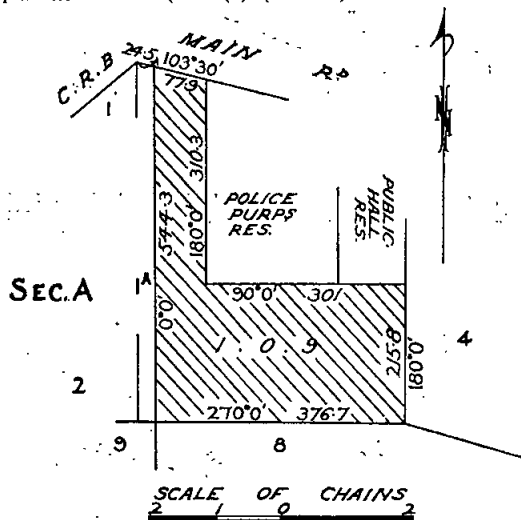 MAIN RD
C.R.B
24.5
103°30'
77.9
1
310.3
180°0'
POLICE
PURPS
RES.
PUBLIC
HALL
RES.
N
544.3
0°0'
SEC. A
1A
90°0' 301
1.0.9
215.8
180°0'
4
2
270°0' 376.7
9
8
SCALE OF CHAINS
2 1 0 2